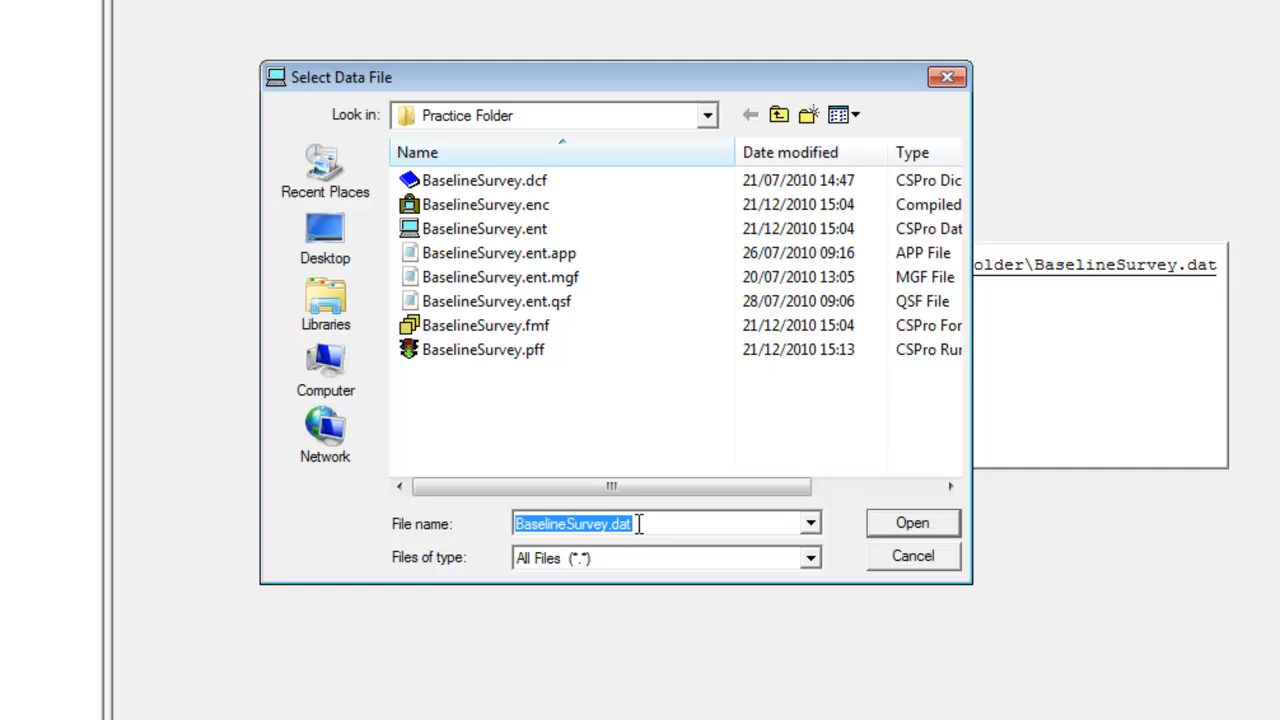 Select Data File
Look in: Practice Folder
Name Date modified Type
Recent Places
Desktop
Libraries
Computer
Network
BaselineSurvey.dcf 21/07/2010 14:47 CSPro Dic
BaselineSurvey.enc 21/12/2010 15:04 Compiled
BaselineSurvey.ent 21/12/2010 15:04 CSPro Dat
BaselineSurvey.ent.app 26/07/2010 09:16 APP File
BaselineSurvey.ent.mgf 20/07/2010 13:05 MGF File
BaselineSurvey.ent.qsf 28/07/2010 09:06 QSF File
BaselineSurvey.fmf 21/12/2010 15:04 CSPro For
BaselineSurvey.pff 21/12/2010 15:13 CSPro Rur
older\BaselineSurvey.dat
File name: BaselineSurvey.dat Open
Files of type: All Files (*.*) Cancel